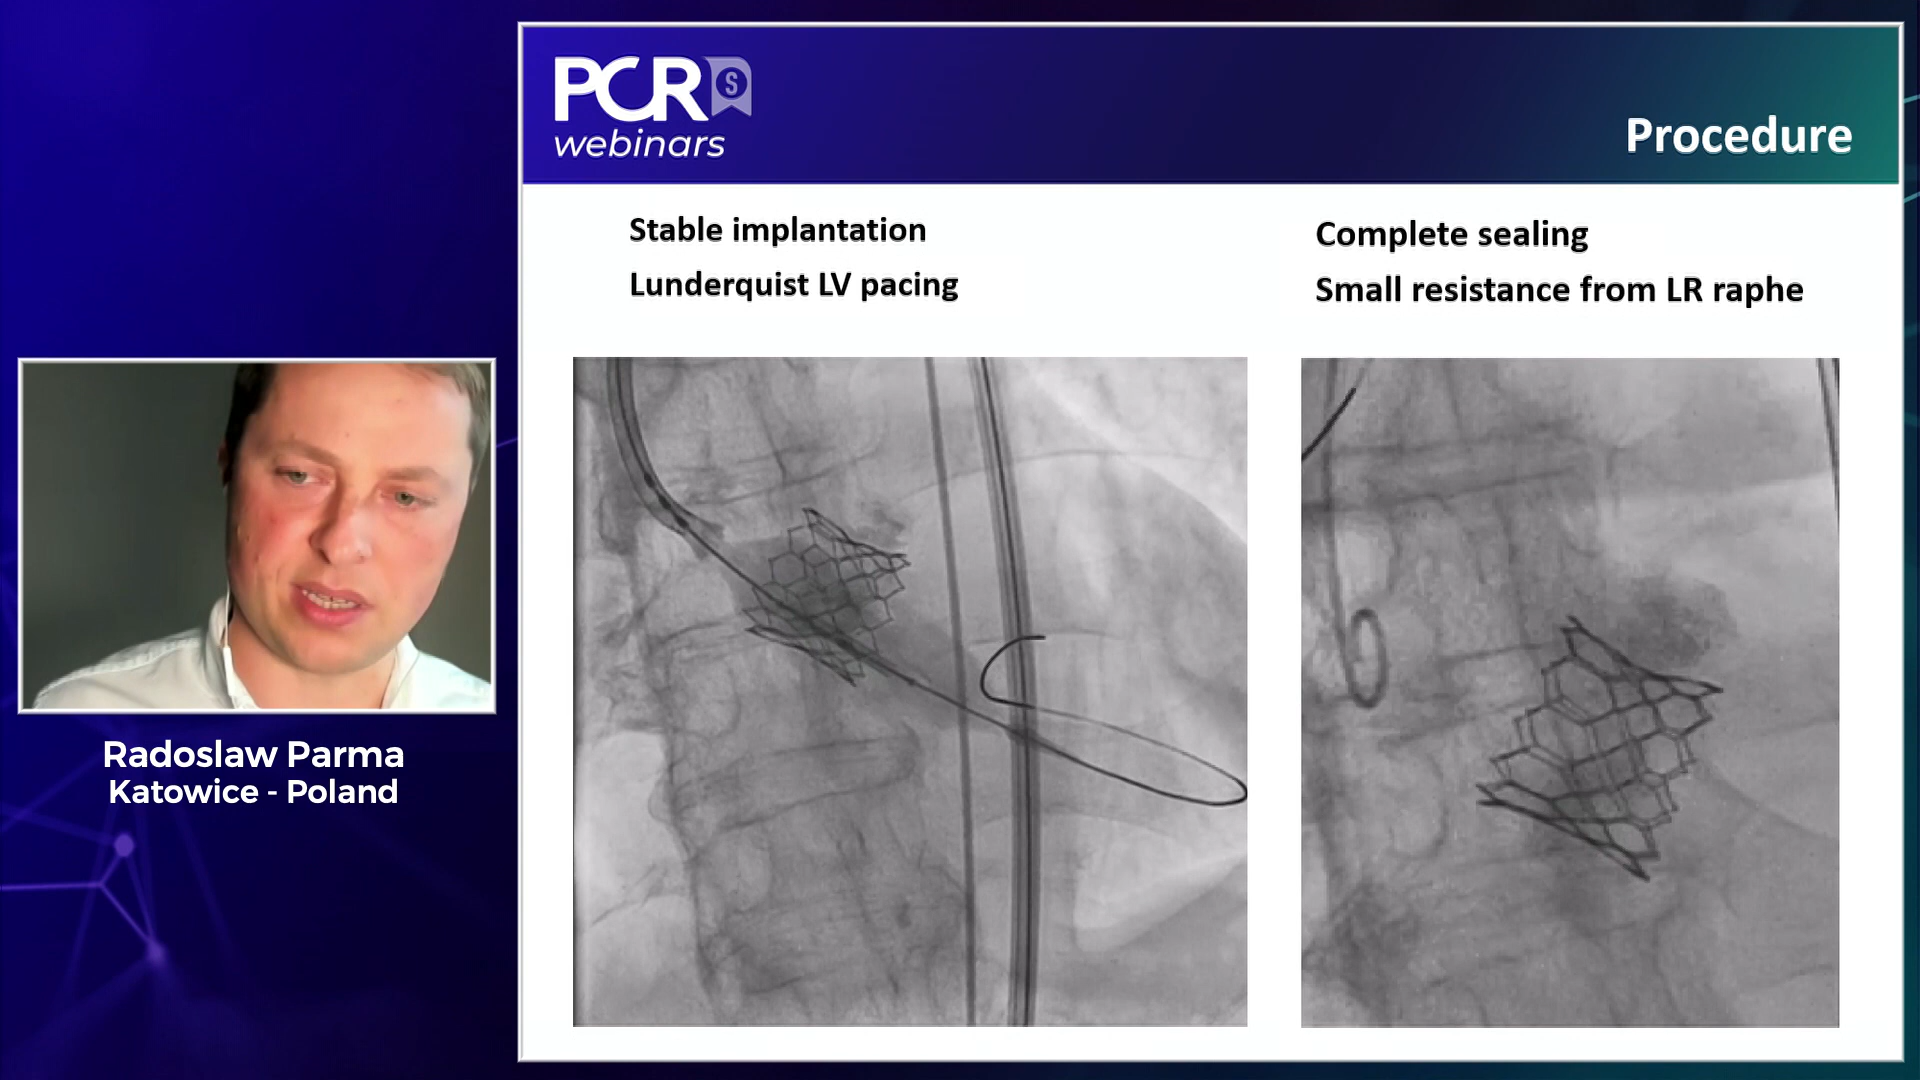 PCR S
webinars
Procedure
Stable implantation
Lunderquist LV pacing
Complete sealing
Small resistance from LR raphe
Radoslaw Parma
Katowice - Poland